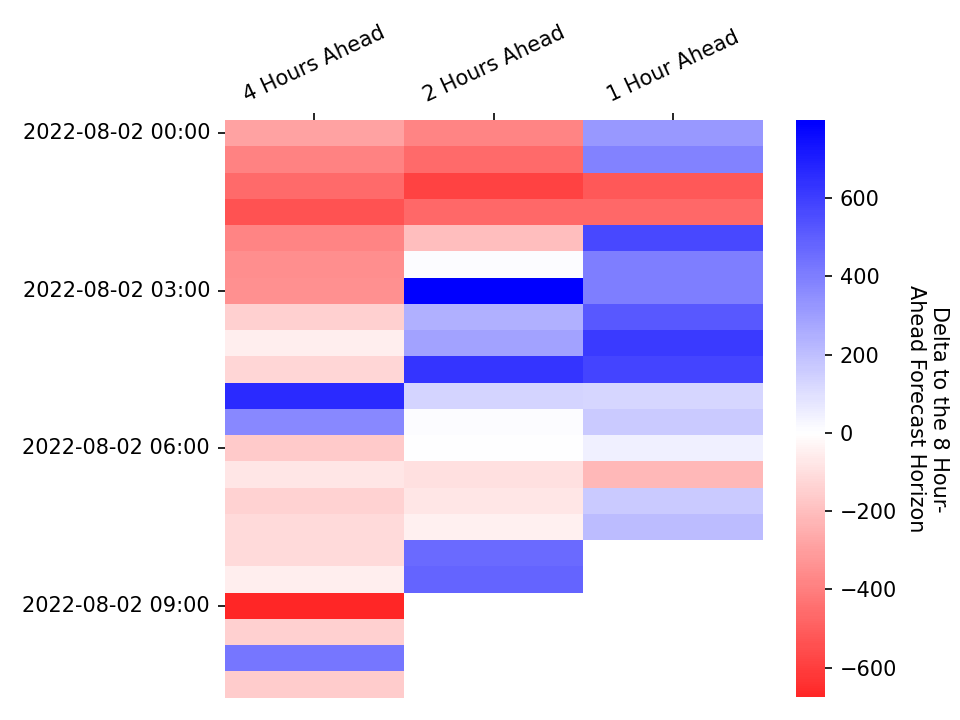 4 Hours Ahead
2 Hours Ahead
1 Hour Ahead
2022-08-02 00:00
2022-08-02 03:00
2022-08-02 06:00
2022-08-02 09:00
600
400
200
0
−200
−400
−600
Delta to the 8 Hour-
Ahead Forecast Horizon